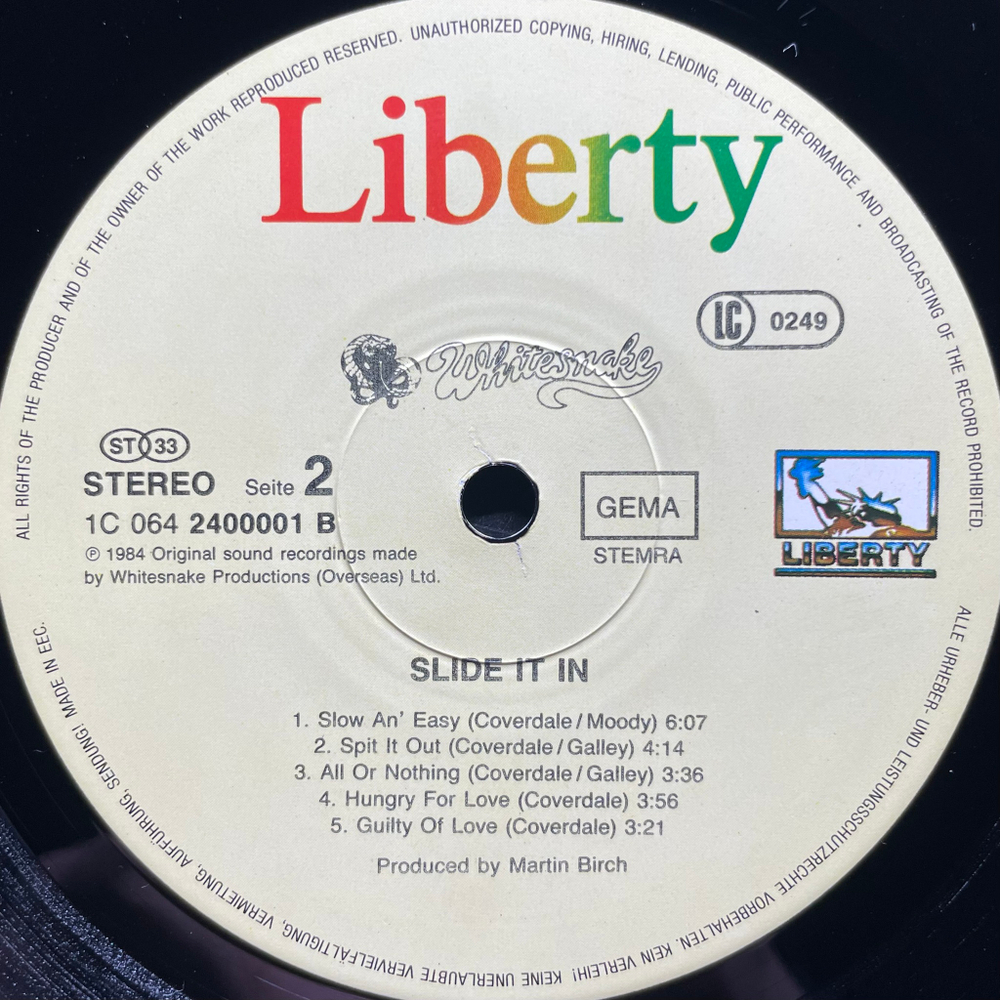 ALL RIGHTS OF THE PRODUCER AND OF THE OWNER OF THE WORK REPRODUCED RESERVED. UNAUTHORIZED COPYING, HIRING, LENDING, PUBLIC PERFORMANCE AND BROADCASTING OF THE RECORD PROHIBITED.
Liberty
LC 0249
Whitesnake
ST 33
STEREO Seite 2
1C 064 2400001 B
℗ 1984 Original sound recordings made
by Whitesnake Productions (Overseas) Ltd.
GEMA
STEMRA
LIBERTY
SLIDE IT IN
1. Slow An' Easy (Coverdale/Moody) 6:07
2. Spit It Out (Coverdale/Galley) 4:14
3. All Or Nothing (Coverdale/Galley) 3:36
4. Hungry For Love (Coverdale) 3:56
5. Guilty Of Love (Coverdale) 3:21
Produced by Martin Birch
ALLE URHEBER- UND LEISTUNGSSCHUTZRECHTE VORBEHALTEN. KEIN VERLEIH! KEINE UNERLAUBTE VERVIELFÄLTIGUNG, VERMIETUNG, AUFFÜHRUNG, SENDUNG! MADE IN EEC.